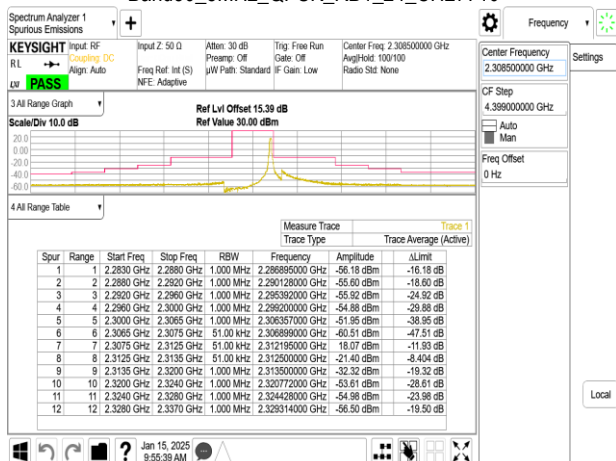 Spectrum Analyzer 1
Spurious Emissions
Frequency
KEYSIGHT
RL
Input: RF
Coupling: DC
Align: Auto
Input Z: 50 Ω
Freq Ref: Int (S)
NFE: Adaptive
Atten: 30 dB
Preamp: Off
µW Path: Standard
Trig: Free Run
Gate: Off
IF Gain: Low
Center Freq: 2.308500000 GHz
Avg|Hold: 100/100
Radio Std: None
PASS
Center Frequency
2.308500000 GHz
Settings
CF Step
4.399000000 GHz
Auto
Man
Freq Offset
0 Hz
Local
3 All Range Graph
Scale/Div 10.0 dB
Ref Lvl Offset 15.39 dB
Ref Value 30.00 dBm
20.0
0.00
-20.0
-40.0
-60.0
4 All Range Table
Measure Trace Trace 1
Trace Type Trace Average (Active)
Spur Range Start Freq Stop Freq RBW Frequency Amplitude ΔLimit
1 1 2.2830 GHz 2.2880 GHz 1.000 MHz 2.286895000 GHz -56.18 dBm -16.18 dB
2 2 2.2880 GHz 2.2920 GHz 1.000 MHz 2.290128000 GHz -55.60 dBm -18.60 dB
3 3 2.2920 GHz 2.2960 GHz 1.000 MHz 2.295392000 GHz -55.92 dBm -24.92 dB
4 4 2.2960 GHz 2.3000 GHz 1.000 MHz 2.299200000 GHz -54.88 dBm -29.88 dB
5 5 2.3000 GHz 2.3065 GHz 1.000 MHz 2.306357000 GHz -51.95 dBm -38.95 dB
6 6 2.3065 GHz 2.3075 GHz 51.00 kHz 2.306899000 GHz -60.51 dBm -47.51 dB
7 7 2.3075 GHz 2.3125 GHz 51.00 kHz 2.312195000 GHz 18.07 dBm -11.93 dB
8 8 2.3125 GHz 2.3135 GHz 51.00 kHz 2.312500000 GHz -21.40 dBm -8.404 dB
9 9 2.3135 GHz 2.3200 GHz 1.000 MHz 2.313500000 GHz -32.32 dBm -19.32 dB
10 10 2.3200 GHz 2.3240 GHz 1.000 MHz 2.320772000 GHz -53.61 dBm -28.61 dB
11 11 2.3240 GHz 2.3280 GHz 1.000 MHz 2.324428000 GHz -54.98 dBm -23.98 dB
12 12 2.3280 GHz 2.3370 GHz 1.000 MHz 2.329314000 GHz -56.50 dBm -19.50 dB
Jan 15, 2025
9:55:39 AM